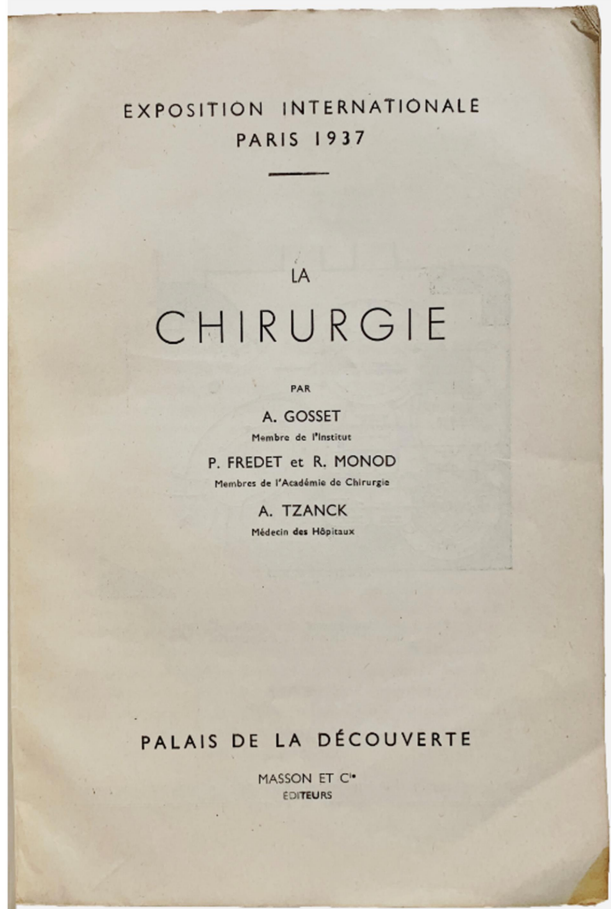 EXPOSITION INTERNATIONALE
PARIS 1937
LA
CHIRURGIE
PAR
A. GOSSET
Membre de l'Institut
P. FREDET et R. MONOD
Membres de l'Académie de Chirurgie
A. TZANCK
Médecin des Hôpitaux
PALAIS DE LA DÉCOUVERTE
MASSON ET Cie
ÉDITEURS